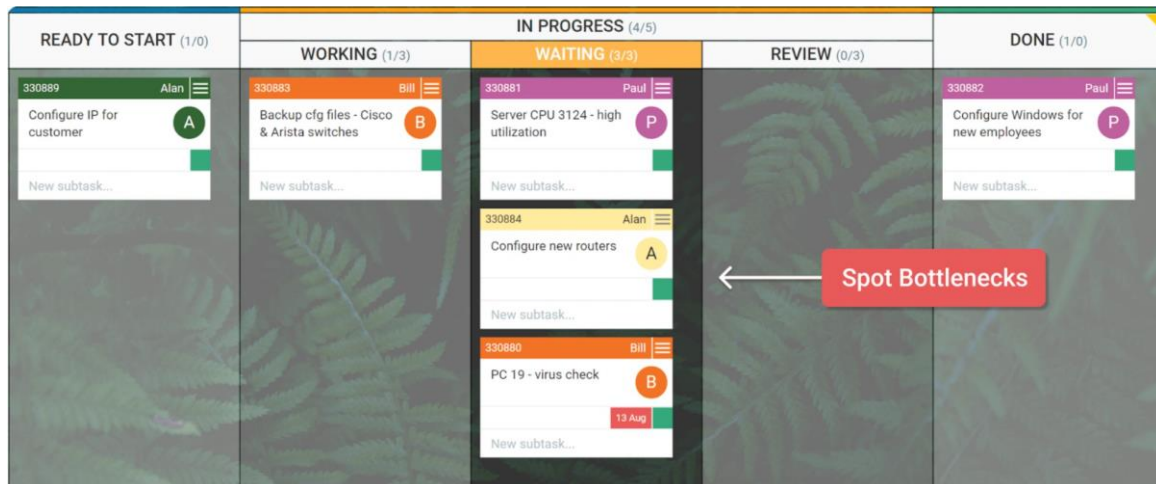 READY TO START (1/0)
IN PROGRESS (4/5)
DONE (1/0)
WORKING (1/3)
WAITING (3/3)
REVIEW (0/3)
330889 Alan
Configure IP for
customer
A
New subtask...
330883 Bill
Backup cfg files - Cisco
& Arista switches
B
New subtask...
330881 Paul
Server CPU 3124 - high
utilization
P
New subtask...
330884 Alan
Configure new routers
A
New subtask...
330880 Bill
PC 19 - virus check
B
13 Aug
New subtask...
Spot Bottlenecks
330882 Paul
Configure Windows for
new employees
P
New subtask...